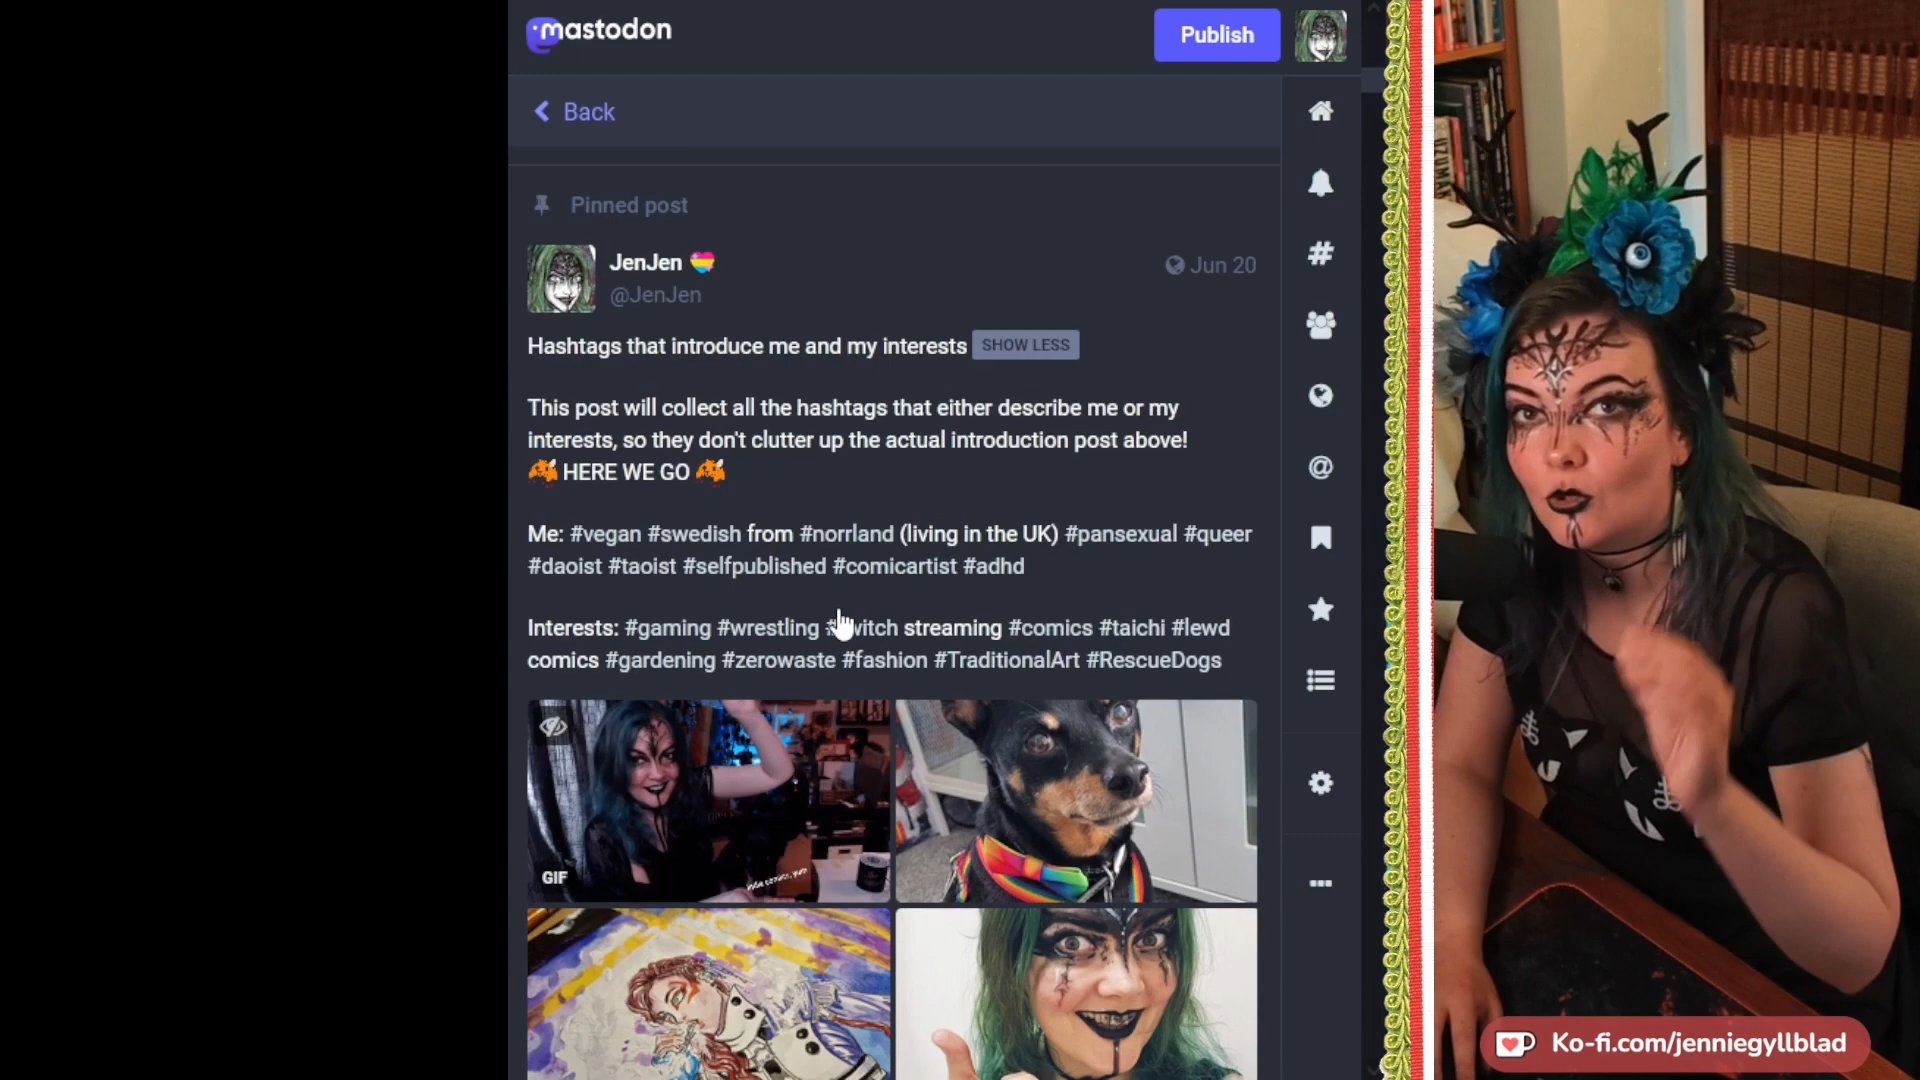 mastodon
Publish
Back
Pinned post
JenJen
Jun 20
@JenJen
Hashtags that introduce me and my interests SHOW LESS
This post will collect all the hashtags that either describe me or my
interests, so they don't clutter up the actual introduction post above!
HERE WE GO
Me: #vegan #swedish from #norrland (living in the UK) #pansexual #queer
#daoist #taoist #selfpublished #comicartist #adhd
Interests: #gaming #wrestling #twitch streaming #comics #taichi #lewd
comics #gardening #zerowaste #fashion #TraditionalArt #RescueDogs
GIF
Ko-fi.com/jenniegyllblad